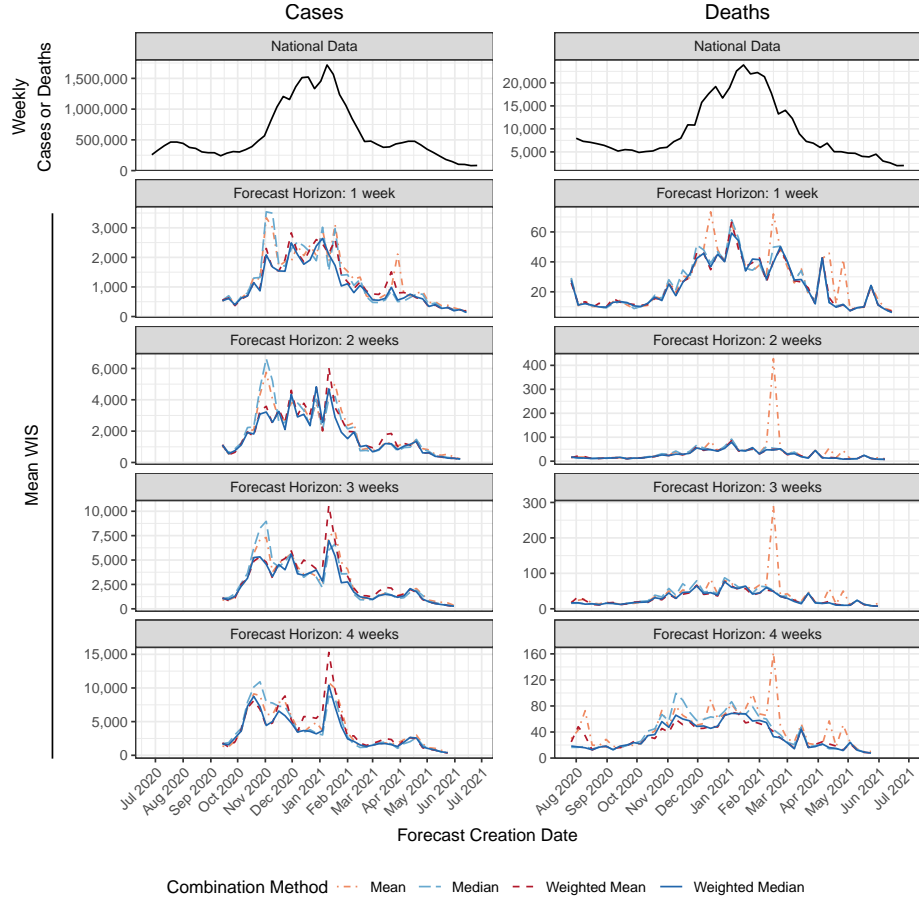 Cases
Deaths
National Data
National Data
Weekly
Cases or Deaths
1,500,000
1,000,000
500,000
0
20,000
15,000
10,000
5,000
Forecast Horizon: 1 week
Forecast Horizon: 1 week
3,000
2,000
1,000
0
60
40
20
Forecast Horizon: 2 weeks
Forecast Horizon: 2 weeks
6,000
4,000
2,000
0
400
300
200
100
0
Mean WIS
Forecast Horizon: 3 weeks
Forecast Horizon: 3 weeks
10,000
7,500
5,000
2,500
0
300
200
100
0
Forecast Horizon: 4 weeks
Forecast Horizon: 4 weeks
15,000
10,000
5,000
0
160
120
80
40
0
Jul 2020
Aug 2020
Sep 2020
Oct 2020
Nov 2020
Dec 2020
Jan 2021
Feb 2021
Mar 2021
Apr 2021
May 2021
Jun 2021
Jul 2021
Aug 2020
Sep 2020
Oct 2020
Nov 2020
Dec 2020
Jan 2021
Feb 2021
Mar 2021
Apr 2021
May 2021
Jun 2021
Jul 2021
Forecast Creation Date
Combination Method Mean Median Weighted Mean Weighted Median